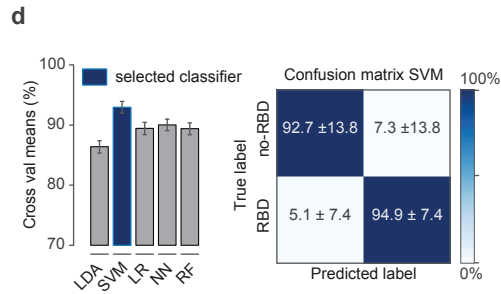 d
selected classifier
Cross val means (%)
100
90
80
70
LDA
SVM
LR
NN
RF
Confusion matrix SVM
True label
no-RBD
RBD
92.7 ±13.8
7.3 ±13.8
5.1 ± 7.4
94.9 ± 7.4
Predicted label
100%
0%